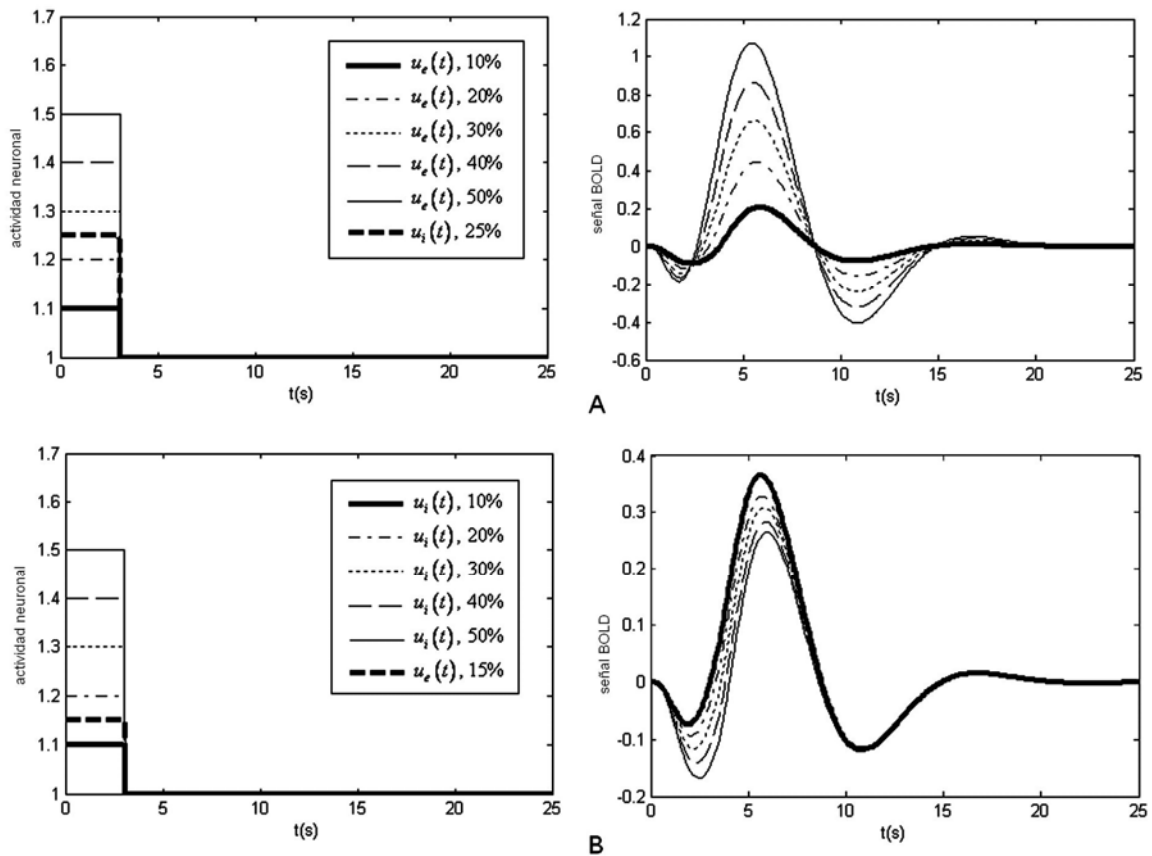 1.7
1.6
1.5
1.4
1.3
1.2
1.1
1
actividad neuronal
0 5 10 15 20 25
t(s)
u_e(t), 10%
u_e(t), 20%
u_e(t), 30%
u_e(t), 40%
u_e(t), 50%
u_i(t), 25%
1.2
1
0.8
0.6
0.4
0.2
0
-0.2
-0.4
-0.6
señal BOLD
0 5 10 15 20 25
t(s)
A
1.7
1.6
1.5
1.4
1.3
1.2
1.1
1
actividad neuronal
0 5 10 15 20 25
t(s)
u_i(t), 10%
u_i(t), 20%
u_i(t), 30%
u_i(t), 40%
u_i(t), 50%
u_e(t), 15%
0.4
0.3
0.2
0.1
0
-0.1
-0.2
señal BOLD
0 5 10 15 20 25
t(s)
B